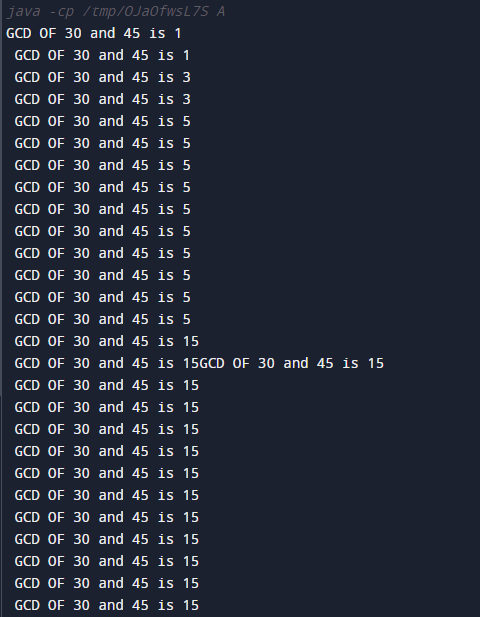 java -cp /tmp/OJaOfwsL7S A
GCD OF 30 and 45 is 1
GCD OF 30 and 45 is 1
GCD OF 30 and 45 is 3
GCD OF 30 and 45 is 3
GCD OF 30 and 45 is 5
GCD OF 30 and 45 is 5
GCD OF 30 and 45 is 5
GCD OF 30 and 45 is 5
GCD OF 30 and 45 is 5
GCD OF 30 and 45 is 5
GCD OF 30 and 45 is 5
GCD OF 30 and 45 is 5
GCD OF 30 and 45 is 5
GCD OF 30 and 45 is 5
GCD OF 30 and 45 is 15
GCD OF 30 and 45 is 15GCD OF 30 and 45 is 15
GCD OF 30 and 45 is 15
GCD OF 30 and 45 is 15
GCD OF 30 and 45 is 15
GCD OF 30 and 45 is 15
GCD OF 30 and 45 is 15
GCD OF 30 and 45 is 15
GCD OF 30 and 45 is 15
GCD OF 30 and 45 is 15
GCD OF 30 and 45 is 15
GCD OF 30 and 45 is 15
GCD OF 30 and 45 is 15